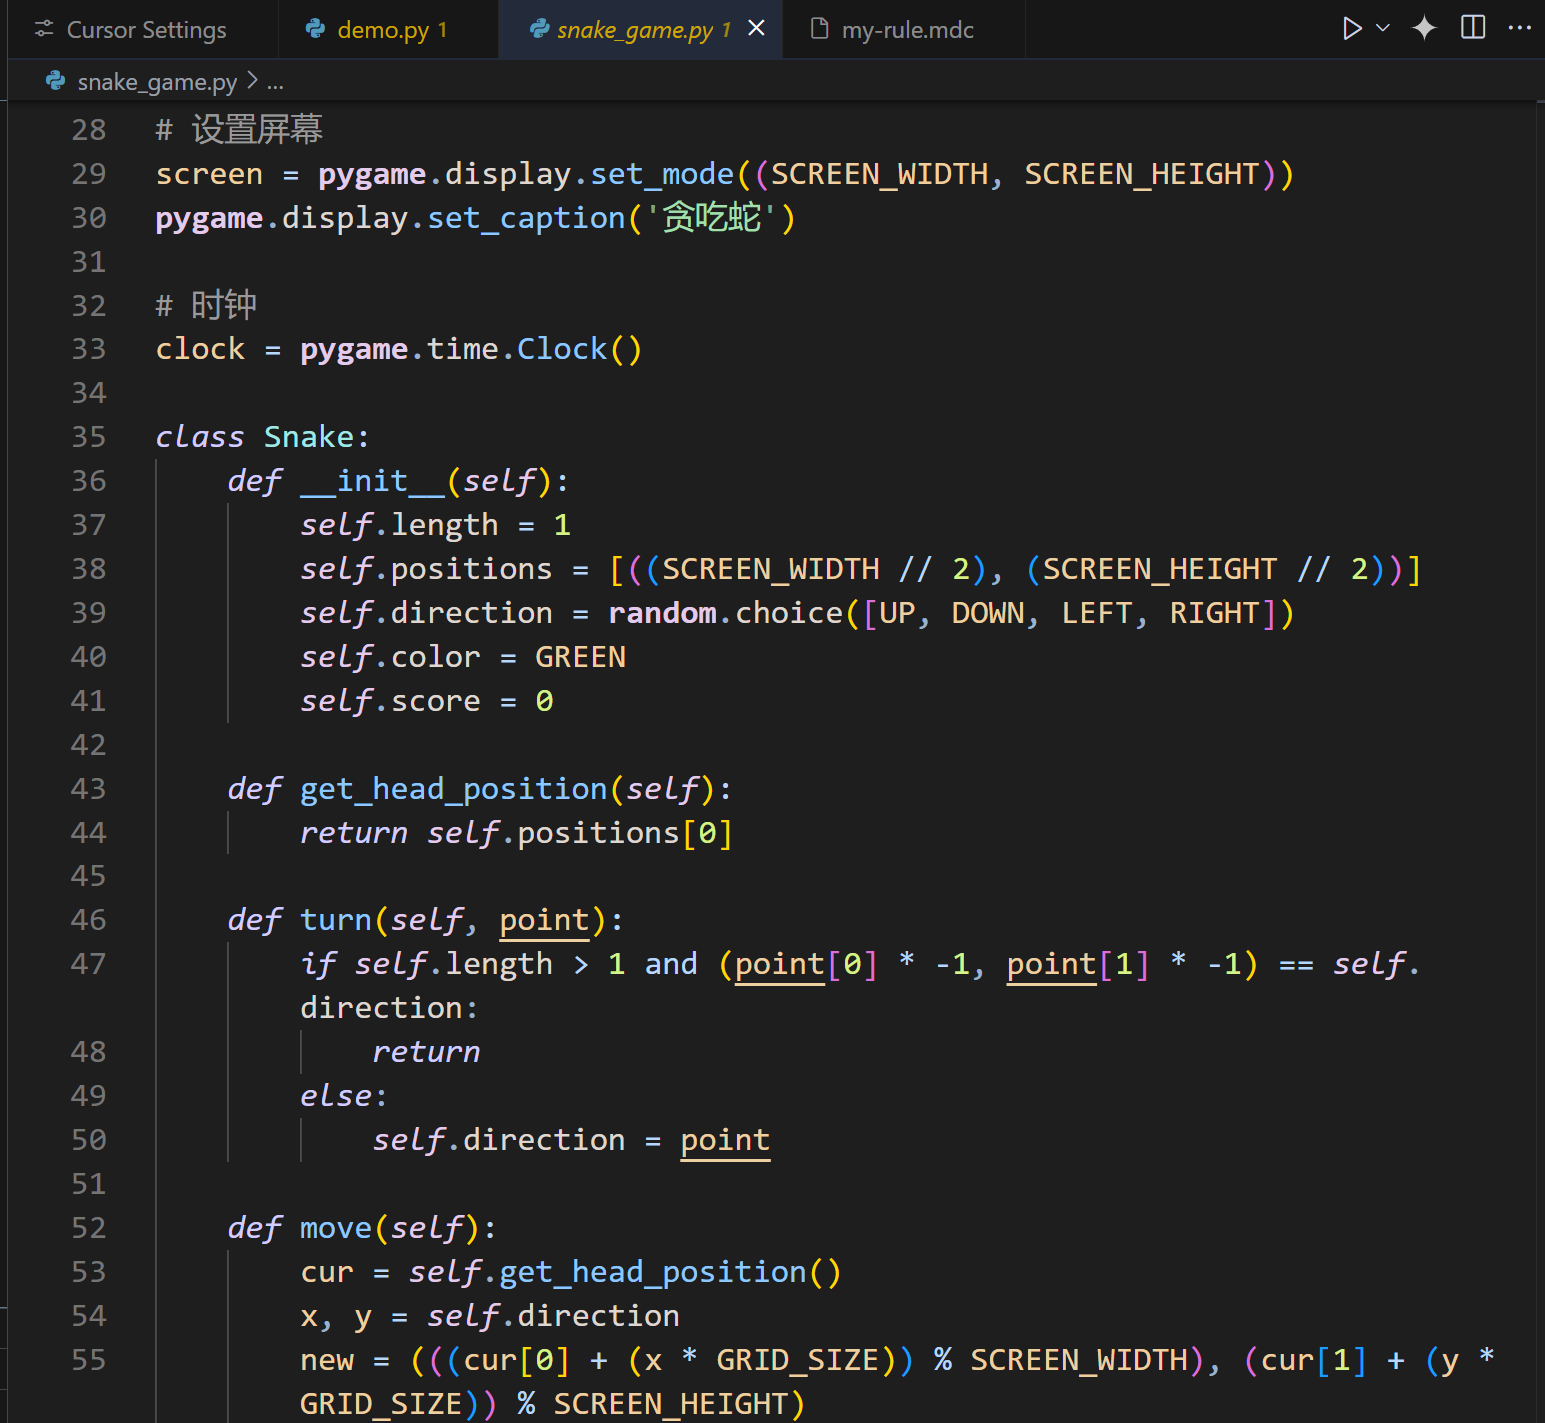 Cursor Settings demo.py 1 snake_game.py 1 my-rule.mdc
snake_game.py > ...
28 # 设置屏幕
29 screen = pygame.display.set_mode((SCREEN_WIDTH, SCREEN_HEIGHT))
30 pygame.display.set_caption('贪吃蛇')
31
32 # 时钟
33 clock = pygame.time.Clock()
34
35 class Snake:
36     def __init__(self):
37         self.length = 1
38         self.positions = [((SCREEN_WIDTH // 2), (SCREEN_HEIGHT // 2))]
39         self.direction = random.choice([UP, DOWN, LEFT, RIGHT])
40         self.color = GREEN
41         self.score = 0
42
43     def get_head_position(self):
44         return self.positions[0]
45
46     def turn(self, point):
47         if self.length > 1 and (point[0] * -1, point[1] * -1) == self.
        direction:
48             return
49         else:
50             self.direction = point
51
52     def move(self):
53         cur = self.get_head_position()
54         x, y = self.direction
55         new = (((cur[0] + (x * GRID_SIZE)) % SCREEN_WIDTH), (cur[1] + (y *
        GRID_SIZE)) % SCREEN_HEIGHT)